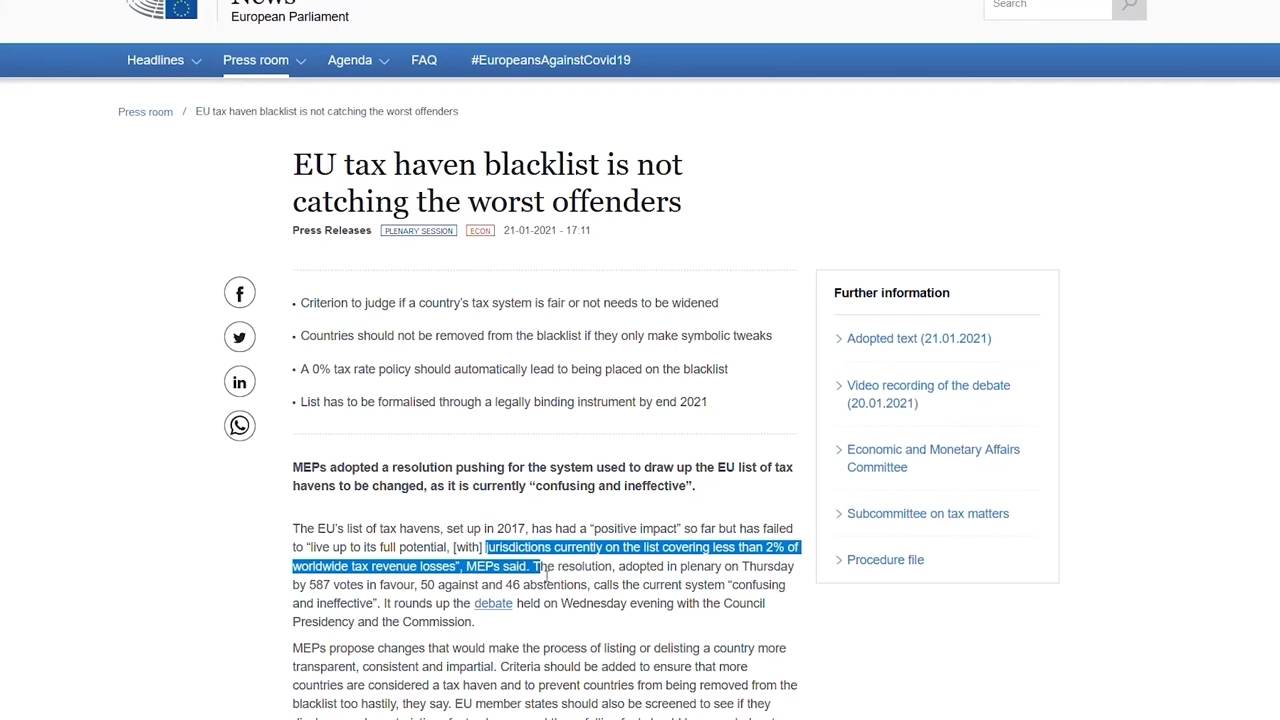 News
European Parliament
Search
Headlines
Press room
Agenda
FAQ
#EuropeansAgainstCovid19
Press room / EU tax haven blacklist is not catching the worst offenders
EU tax haven blacklist is not
catching the worst offenders
Press Releases PLENARY SESSION ECON 21-01-2021 - 17:11
• Criterion to judge if a country's tax system is fair or not needs to be widened
• Countries should not be removed from the blacklist if they only make symbolic tweaks
• A 0% tax rate policy should automatically lead to being placed on the blacklist
• List has to be formalised through a legally binding instrument by end 2021
MEPs adopted a resolution pushing for the system used to draw up the EU list of tax
havens to be changed, as it is currently “confusing and ineffective”.
The EU's list of tax havens, set up in 2017, has had a “positive impact” so far but has failed
to “live up to its full potential, [with] jurisdictions currently on the list covering less than 2% of
worldwide tax revenue losses”, MEPs said. The resolution, adopted in plenary on Thursday
by 587 votes in favour, 50 against and 46 abstentions, calls the current system “confusing
and ineffective”. It rounds up the debate held on Wednesday evening with the Council
Presidency and the Commission.
MEPs propose changes that would make the process of listing or delisting a country more
transparent, consistent and impartial. Criteria should be added to ensure that more
countries are considered a tax haven and to prevent countries from being removed from the
blacklist too hastily, they say. EU member states should also be screened to see if they
Further information
Adopted text (21.01.2021)
Video recording of the debate
(20.01.2021)
Economic and Monetary Affairs
Committee
Subcommittee on tax matters
Procedure file